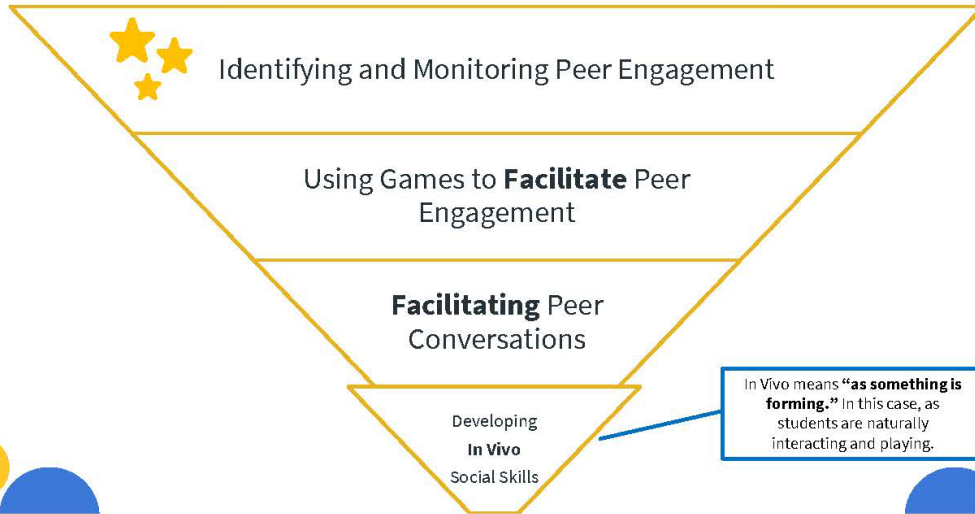 Identifying and Monitoring Peer Engagement
Using Games to Facilitate Peer
Engagement
Facilitating Peer
Conversations
Developing
In Vivo
Social Skills
In Vivo means “as something is
forming.” In this case, as
students are naturally
interacting and playing.